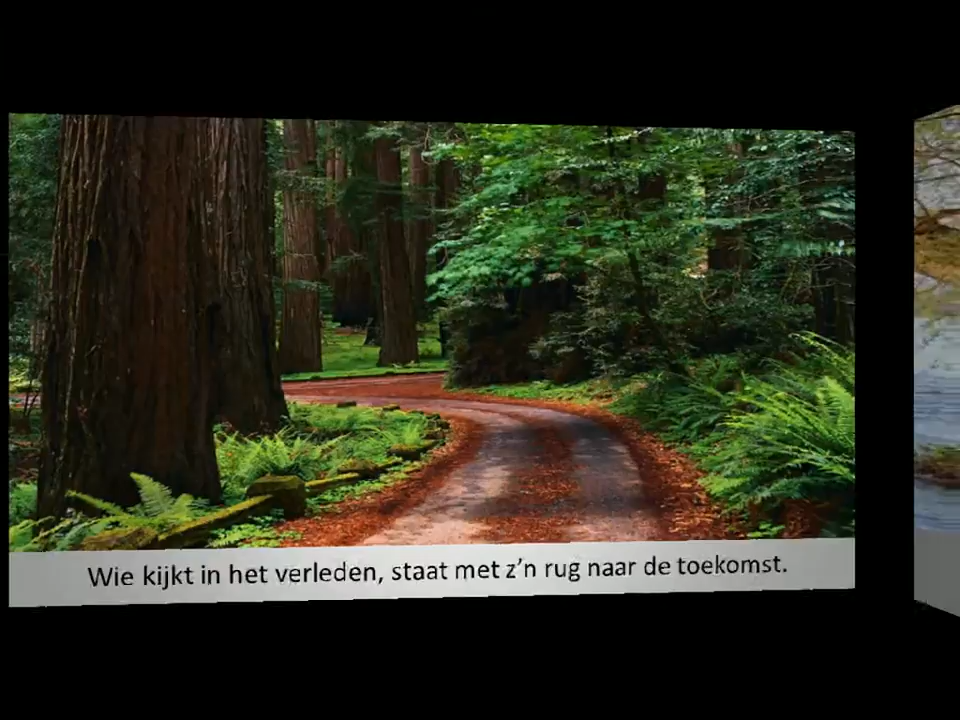 Wie kijkt in het verleden, staat met z’n rug naar de toekomst.